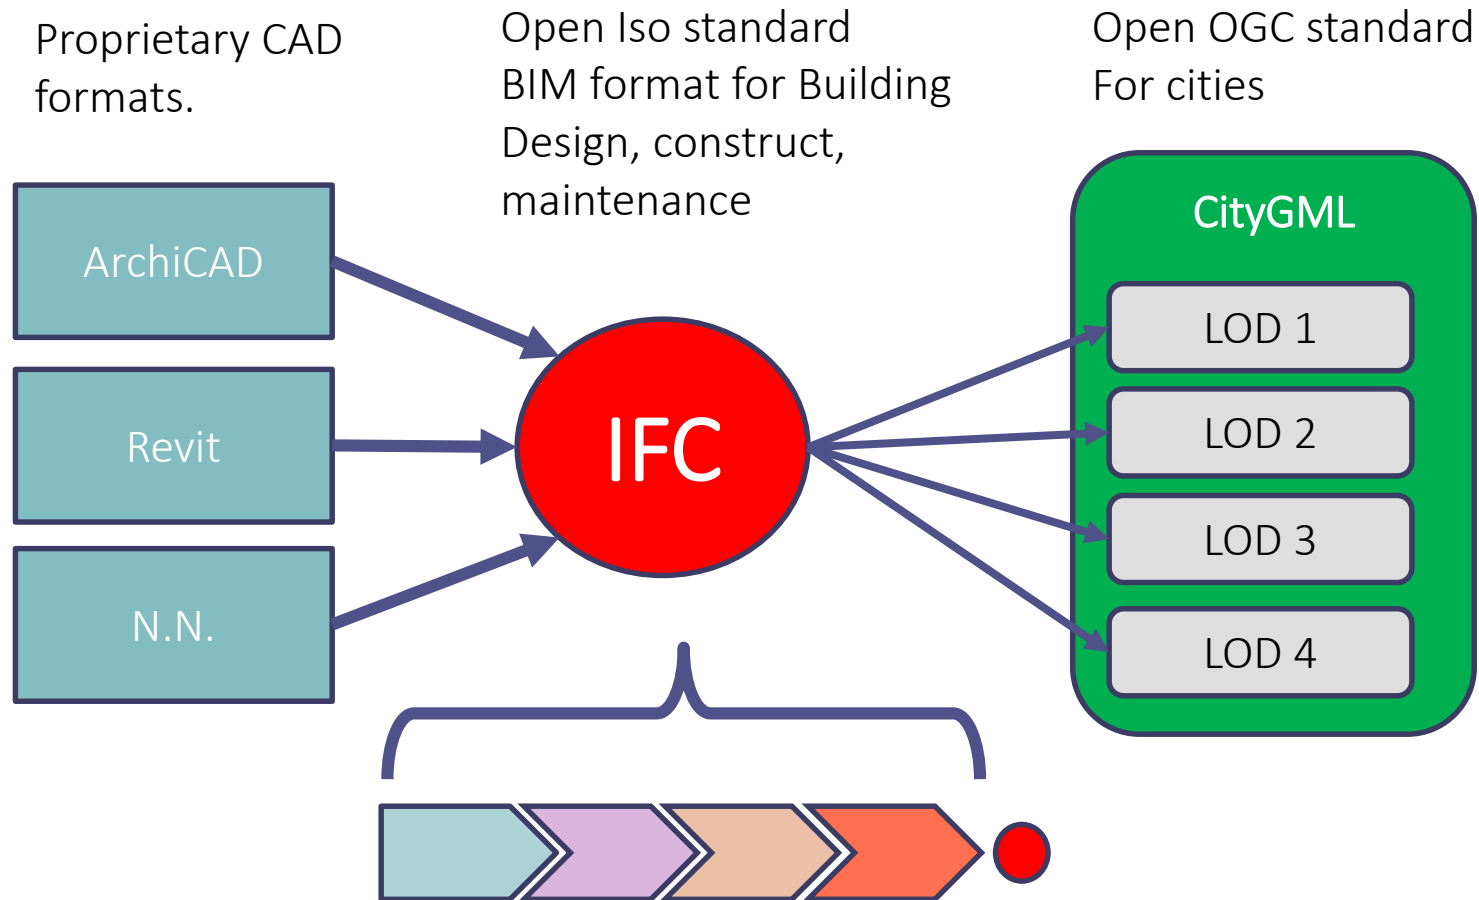 Proprietary CAD
formats.
Open Iso standard
BIM format for Building
Design, construct,
maintenance
Open OGC standard
For cities
ArchiCAD
Revit
N.N.
IFC
CityGML
LOD 1
LOD 2
LOD 3
LOD 4